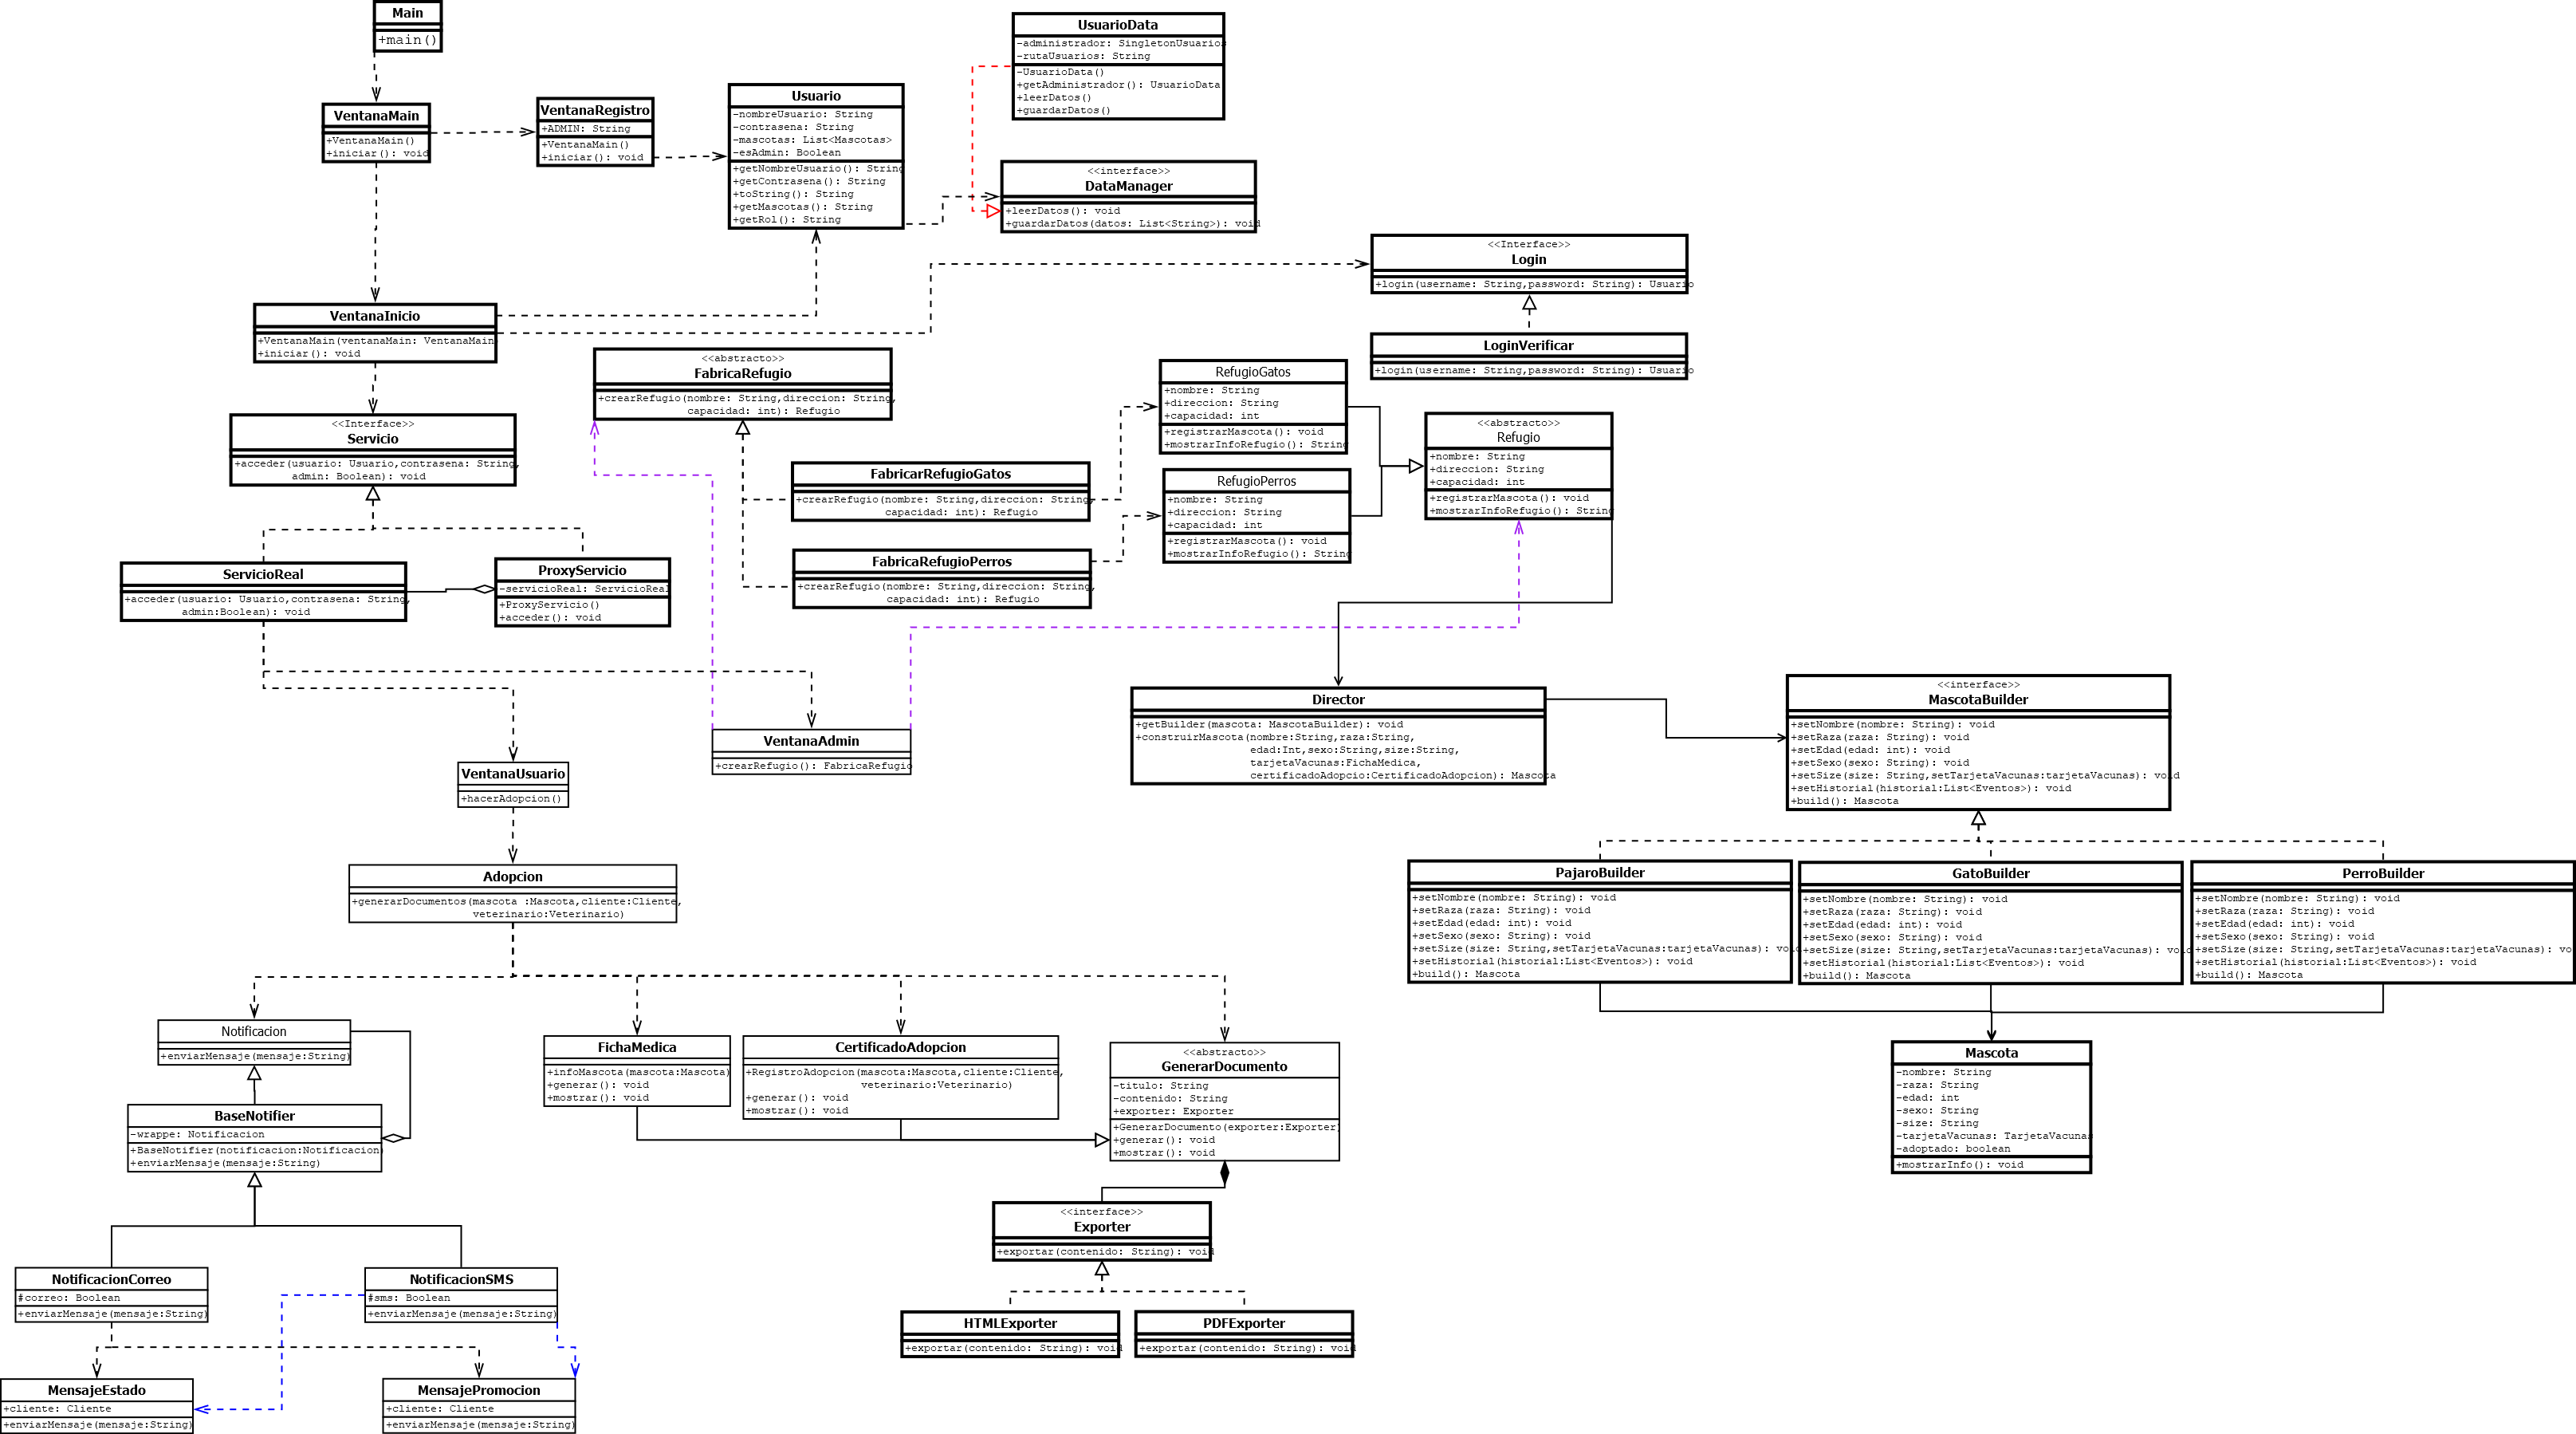 Main
+main()
VentanaMain
+VentanaMain()
+iniciar(): void
VentanaRegistro
+ADMIN: String
+VentanaMain()
+iniciar(): void
Usuario
-nombreUsuario: String
-contrasena: String
-mascotas: List<Mascotas>
-esAdmin: Boolean
+getNombreUsuario(): String
+getContrasena(): String
+toString(): String
+getMascotas(): String
+getRol(): String
UsuarioData
-administrador: SingletonUsuarios
-rutaUsuarios: String
-UsuarioData()
+getAdministrador(): UsuarioData
+leerDatos()
+guardarDatos()
<<interface>>
DataManager
+leerDatos(): void
+guardarDatos(datos: List<String>): void
<<Interface>>
Login
+login(username: String,password: String): Usuario
LoginVerificar
+login(username: String,password: String): Usuario
VentanaInicio
+VentanaMain(ventanaMain: VentanaMain
+iniciar(): void
<<Interface>>
Servicio
+acceder(usuario: Usuario,contrasena: String,
admin: Boolean): void
<<abstracto>>
FabricaRefugio
+crearRefugio(nombre: String,direccion: String,
capacidad: int): Refugio
FabricarRefugioGatos
+crearRefugio(nombre: String,direccion: String,
capacidad: int): Refugio
FabricaRefugioPerros
+crearRefugio(nombre: String,direccion: String,
capacidad: int): Refugio
RefugioGatos
+nombre: String
+direccion: String
+capacidad: int
+registrarMascota(): void
+mostrarInfoRefugio(): String
RefugioPerros
+nombre: String
+direccion: String
+capacidad: int
+registrarMascota(): void
+mostrarInfoRefugio(): String
<<abstracto>>
Refugio
+nombre: String
+direccion: String
+capacidad: int
+registrarMascota(): void
+mostrarInfoRefugio(): String
ServicioReal
+acceder(usuario: Usuario,contrasena: String,
admin:Boolean): void
ProxyServicio
-servicioReal: ServicioReal
+ProxyServicio()
+acceder(): void
VentanaAdmin
+crearRefugio(): FabricaRefugio
VentanaUsuario
+hacerAdopcion()
Director
+getBuilder(mascota: MascotaBuilder): void
+construirMascota(nombre:String,raza:String,
edad:Int,sexo:String,size:String,
tarjetaVacunas:FichaMedica,
certificadoAdopcio:CertificadoAdopcion): Mascota
<<interface>>
MascotaBuilder
+setNombre(nombre: String): void
+setRaza(raza: String): void
+setEdad(edad: int): void
+setSexo(sexo: String): void
+setSize(size: String,setTarjetaVacunas:tarjetaVacunas): void
+setHistorial(historial:List<Eventos>): void
+build(): Mascota
Adopcion
+generarDocumentos(mascota :Mascota,cliente:Cliente,
veterinario:Veterinario)
PajaroBuilder
+setNombre(nombre: String): void
+setRaza(raza: String): void
+setEdad(edad: int): void
+setSexo(sexo: String): void
+setSize(size: String,setTarjetaVacunas:tarjetaVacunas): void
+setHistorial(historial:List<Eventos>): void
+build(): Mascota
GatoBuilder
+setNombre(nombre: String): void
+setRaza(raza: String): void
+setEdad(edad: int): void
+setSexo(sexo: String): void
+setSize(size: String,setTarjetaVacunas:tarjetaVacunas): void
+setHistorial(historial:List<Eventos>): void
+build(): Mascota
PerroBuilder
+setNombre(nombre: String): void
+setRaza(raza: String): void
+setEdad(edad: int): void
+setSexo(sexo: String): void
+setSize(size: String,setTarjetaVacunas:tarjetaVacunas): vo
+setHistorial(historial:List<Eventos>): void
+build(): Mascota
Notificacion
+enviarMensaje(mensaje:String)
BaseNotifier
-wrappe: Notificacion
+BaseNotifier(notificacion:Notificacion)
+enviarMensaje(mensaje:String)
FichaMedica
+infoMascota(mascota:Mascota)
+generar(): void
+mostrar(): void
CertificadoAdopcion
+RegistroAdopcion(mascota:Mascota,cliente:Cliente,
veterinario:Veterinario)
+generar(): void
+mostrar(): void
<<abstracto>>
GenerarDocumento
-titulo: String
-contenido: String
+exporter: Exporter
+GenerarDocumento(exporter:Exporter)
+generar(): void
+mostrar(): void
Mascota
-nombre: String
-raza: String
-edad: int
-sexo: String
-size: String
-tarjetaVacunas: TarjetaVacunas
-adoptado: boolean
+mostrarInfo(): void
<<interface>>
Exporter
+exportar(contenido: String): void
HTMLExporter
+exportar(contenido: String): void
PDFExporter
+exportar(contenido: String): void
NotificacionCorreo
#correo: Boolean
+enviarMensaje(mensaje:String)
NotificacionSMS
#sms: Boolean
+enviarMensaje(mensaje:String)
MensajeEstado
+cliente: Cliente
+enviarMensaje(mensaje:String)
MensajePromocion
+cliente: Cliente
+enviarMensaje(mensaje:String)